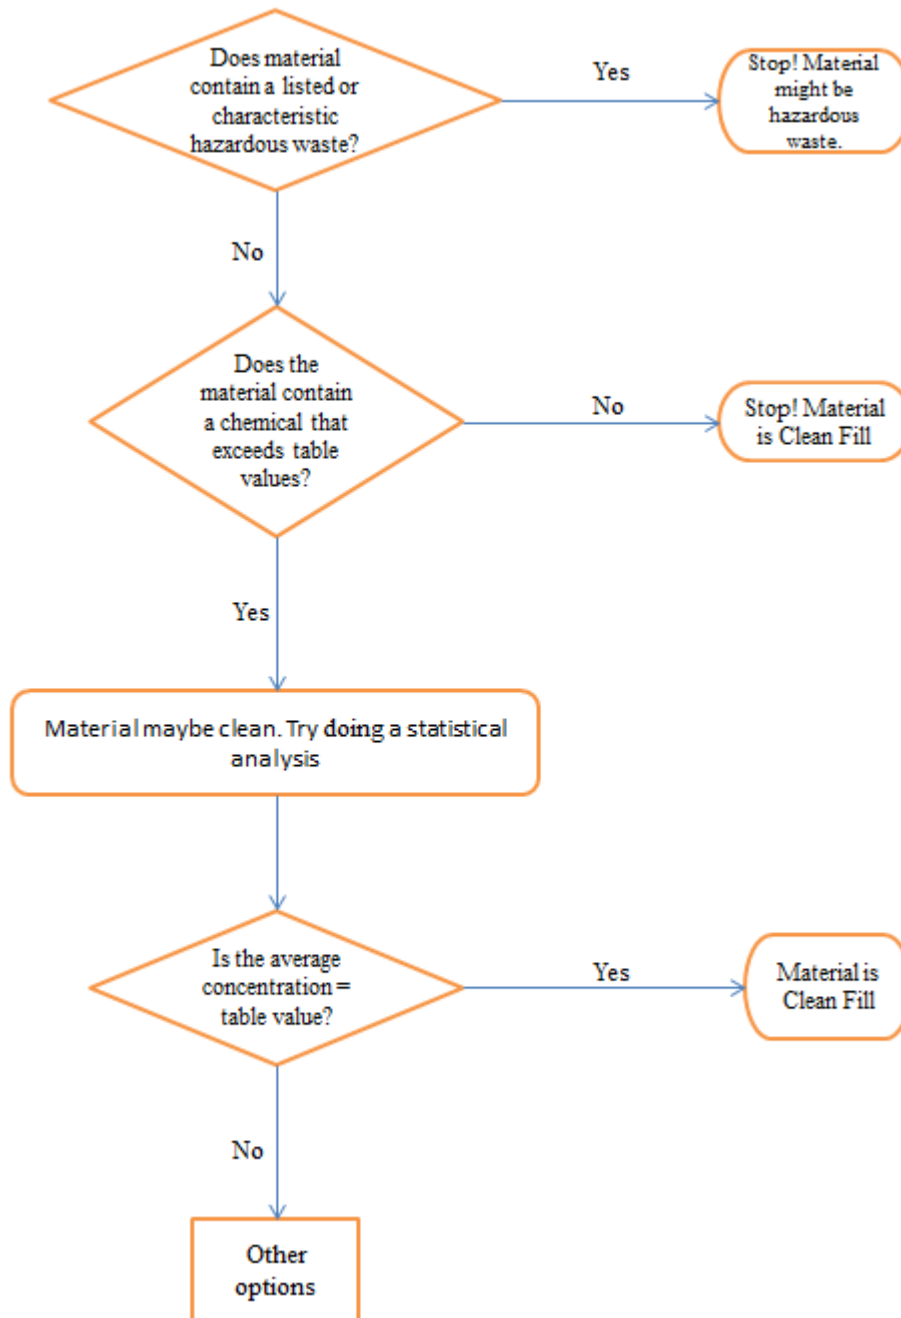 Does material
contain a listed or
characteristic
hazardous waste?
Yes
Stop! Material
might be
hazardous
waste.
No
Does the
material contain
a chemical that
exceeds table
values?
No
Stop! Material
is Clean Fill
Yes
Material maybe clean. Try doing a statistical
analysis
Is the average
concentration =
table value?
Yes
Material is
Clean Fill
No
Other
options